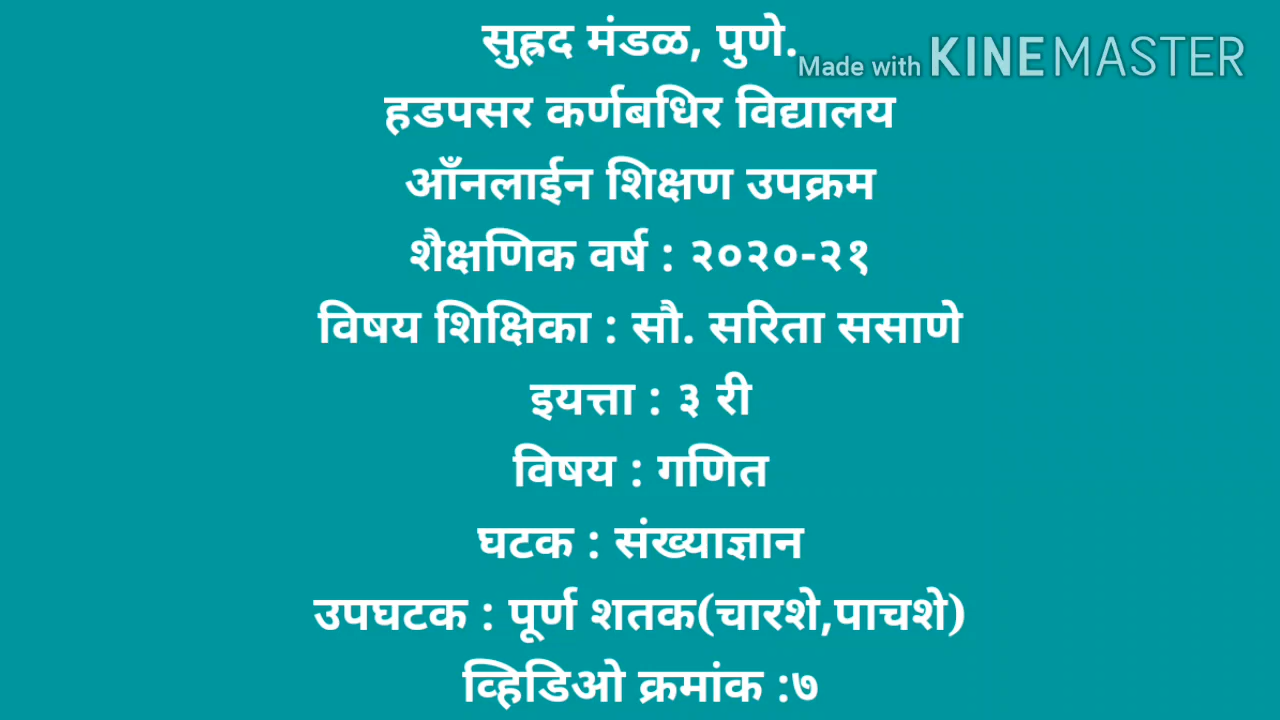 सुह्रद मंडळ, पुणे.
Made with KINEMASTER
हडपसर कर्णबधिर विद्यालय
ऑंनलाईन शिक्षण उपक्रम
शैक्षणिक वर्ष : २०२०-२१
विषय शिक्षिका : सौ. सरिता ससाणे
इयत्ता : ३ री
विषय : गणित
घटक : संख्याज्ञान
उपघटक : पूर्ण शतक(चारशे,पाचशे)
व्हिडिओ क्रमांक :७